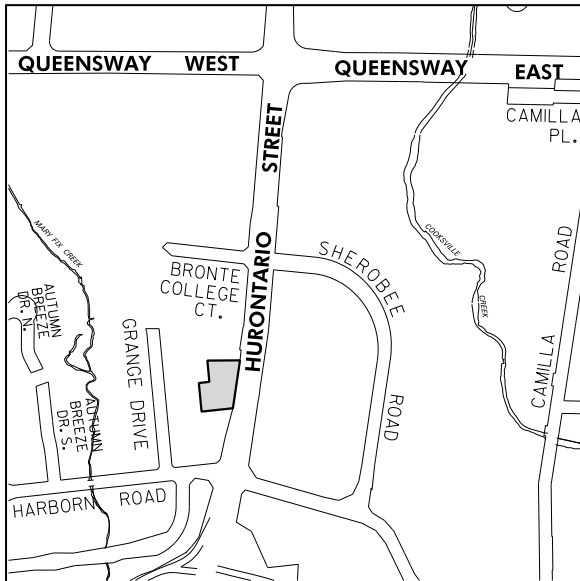 QUEENSWAY WEST
QUEENSWAY EAST
CAMILLA
PL.
HURONTARIO STREET
MARY FIX CREEK
COOKSVILLE
CREEK
SHEROBEE
ROAD
CAMILLA ROAD
BRONTE
COLLEGE
CT.
AUTUMN
BREEZE
DR. N.
GRANGE DRIVE
AUTUMN
BREEZE
DR. S.
HARBORN ROAD